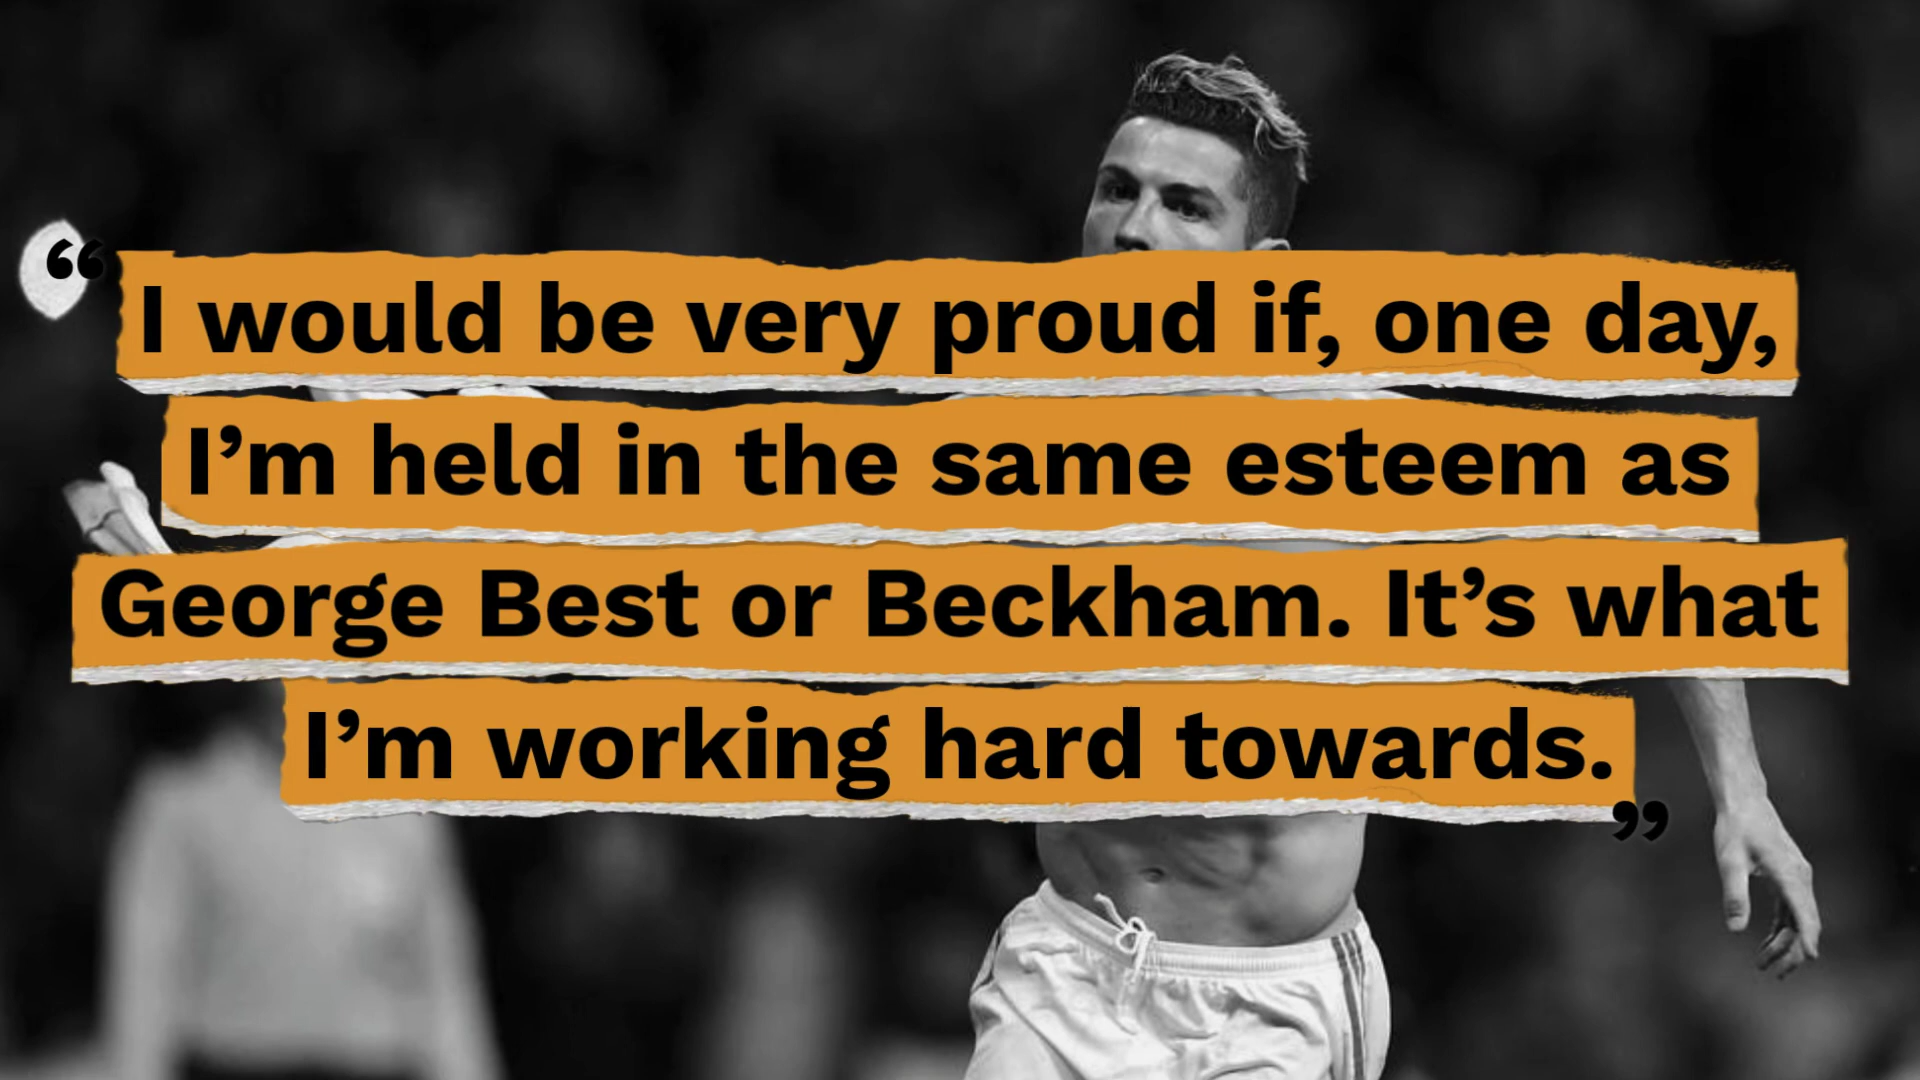 “I would be very proud if, one day,
I’m held in the same esteem as
George Best or Beckham. It’s what
I’m working hard towards.”